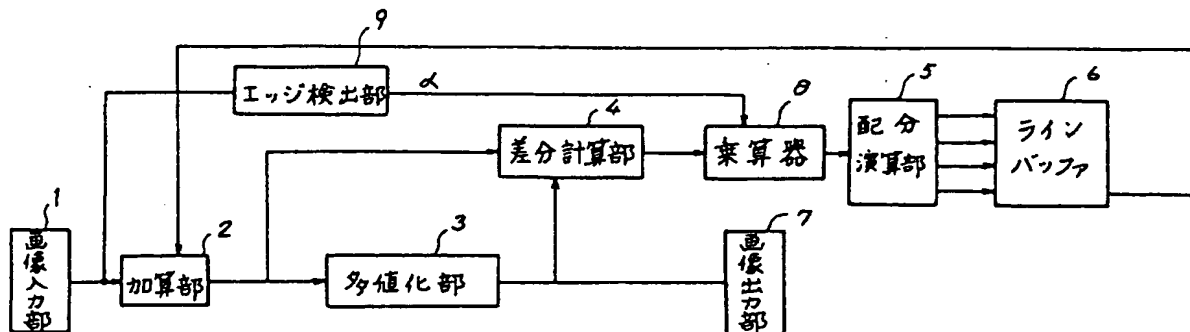 9
エッジ検出部
α
4
差分計算部
8
乗算器
5
配分
演算部
6
ライン
バッファ
1
画像入力部
2
加算部
3
多値化部
7
画像出力部